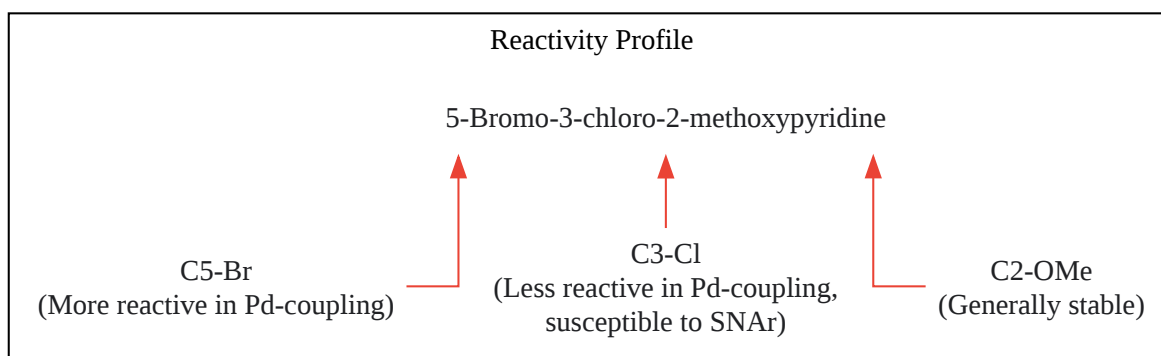 Reactivity Profile
5-Bromo-3-chloro-2-methoxypyridine
C5-Br
(More reactive in Pd-coupling)
C3-Cl
(Less reactive in Pd-coupling,
susceptible to SNAr)
C2-OMe
(Generally stable)